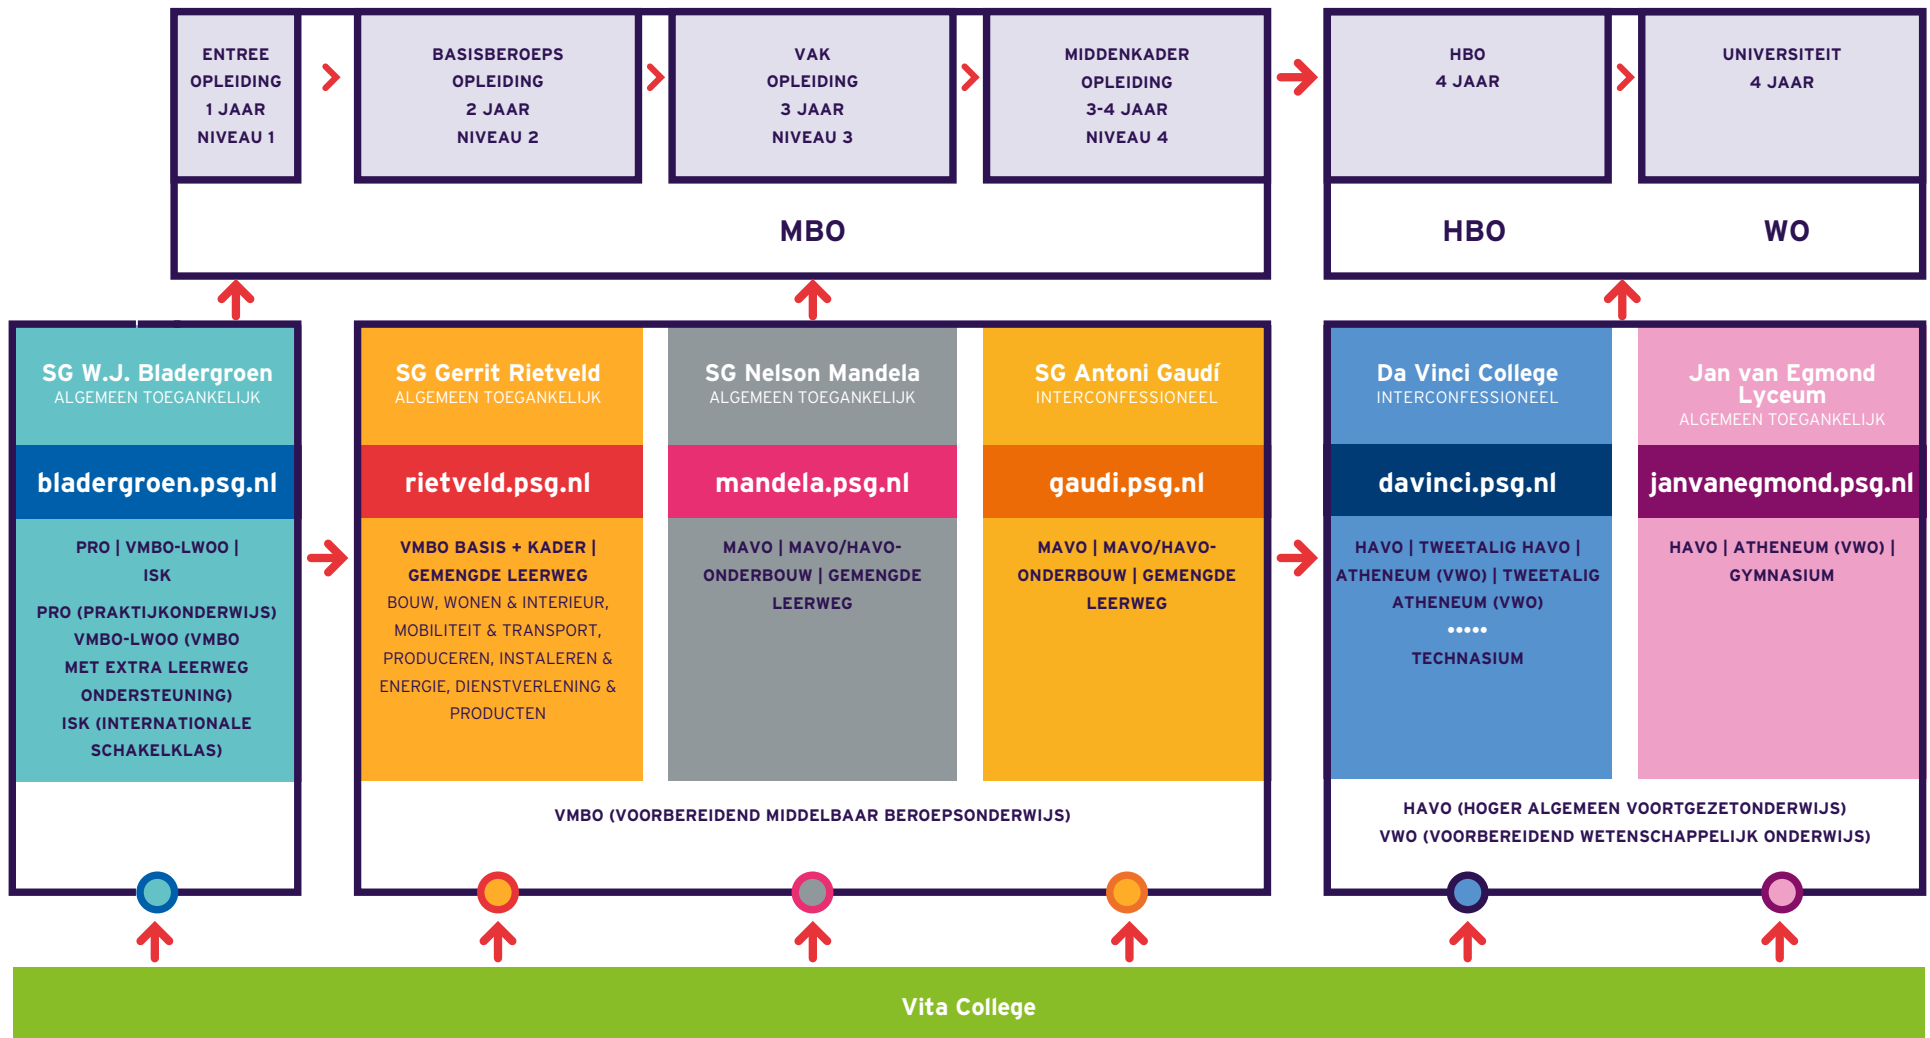 ENTREE
OPLEIDING
1 JAAR
NIVEAU 1
BASISBEROEPS
OPLEIDING
2 JAAR
NIVEAU 2
VAK
OPLEIDING
3 JAAR
NIVEAU 3
MIDDENKADER
OPLEIDING
3-4 JAAR
NIVEAU 4
HBO
4 JAAR
UNIVERSITEIT
4 JAAR
MBO
HBO
WO
SG W.J. Bladergroen
ALGEMEEN TOEGANKELIJK
bladergroen.psg.nl
PRO | VMBO-LWOO |
ISK
PRO (PRAKTIJKONDERWIJS)
VMBO-LWOO (VMBO
MET EXTRA LEERWEG
ONDERSTEUNING)
ISK (INTERNATIONALE
SCHAKELKLAS)
SG Gerrit Rietveld
ALGEMEEN TOEGANKELIJK
rietveld.psg.nl
VMBO BASIS + KADER |
GEMENGDE LEERWEG
BOUW, WONEN & INTERIEUR,
MOBILITEIT & TRANSPORT,
PRODUCEREN, INSTALEREN &
ENERGIE, DIENSTVERLENING &
PRODUCTEN
SG Nelson Mandela
ALGEMEEN TOEGANKELIJK
mandela.psg.nl
MAVO | MAVO/HAVO-
ONDERBOUW | GEMENGDE
LEERWEG
SG Antoni Gaudí
INTERCONFESSIONEEL
gaudi.psg.nl
MAVO | MAVO/HAVO-
ONDERBOUW | GEMENGDE
LEERWEG
VMBO (VOORBEREIDEND MIDDELBAAR BEROEPSONDERWIJS)
Da Vinci College
INTERCONFESSIONEEL
davinci.psg.nl
HAVO | TWEETALIG HAVO |
ATHENEUM (VWO) | TWEETALIG
ATHENEUM (VWO)
•••••
TECHNASIUM
Jan van Egmond
Lyceum
ALGEMEEN TOEGANKELIJK
janvanegmond.psg.nl
HAVO | ATHENEUM (VWO) |
GYMNASIUM
HAVO (HOGER ALGEMEEN VOORTGEZETONDERWIJS)
VWO (VOORBEREIDEND WETENSCHAPPELIJK ONDERWIJS)
Vita College